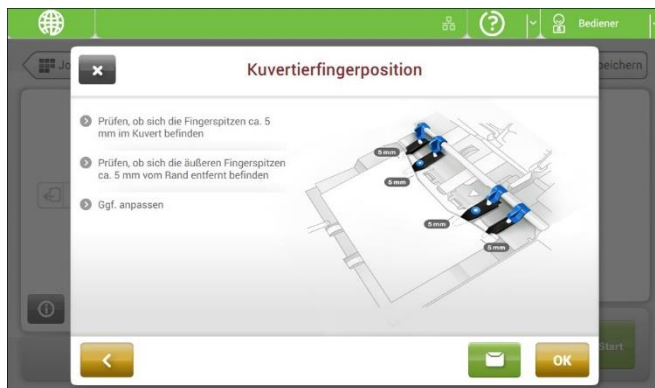 Bediener
Jo
eichern
Kuvertierfingerposition
Prüfen, ob sich die Fingerspitzen ca. 5
mm im Kuvert befinden
Prüfen, ob sich die äußeren Fingerspitzen
ca. 5 mm vom Rand entfernt befinden
Ggf. anpassen
5 mm
5 mm
5 mm
5 mm
Start
OK